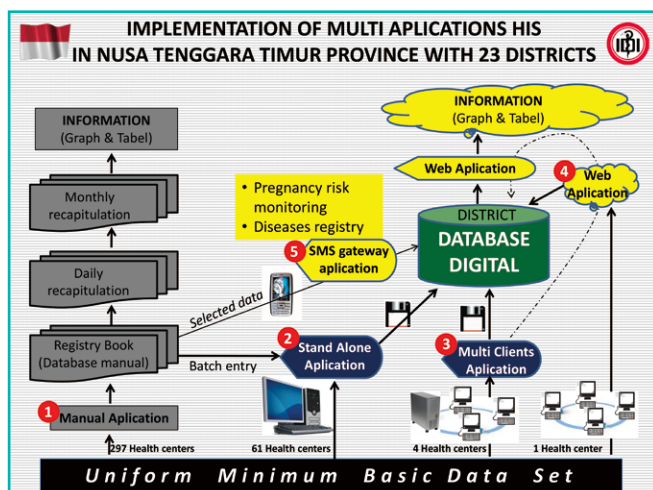 IMPLEMENTATION OF MULTI APLICATIONS HIS
IN NUSA TENGGARA TIMUR PROVINCE WITH 23 DISTRICTS
IDI
INFORMATION
(Graph & Tabel)
Monthly
recapitulation
Daily
recapitulation
Registry Book
(Database manual)
1
Manual Aplication
297 Health centers
• Pregnancy risk
monitoring
• Diseases registry
5
SMS gateway
aplication
Selected data
Batch entry
2
Stand Alone
Aplication
61 Health centers
INFORMATION
(Graph & Tabel)
Web Aplication
4
Web
Aplication
DISTRICT
DATABASE
DIGITAL
3
Multi Clients
Aplication
4 Health centers
1 Health center
Uniform Minimum Basic Data Set